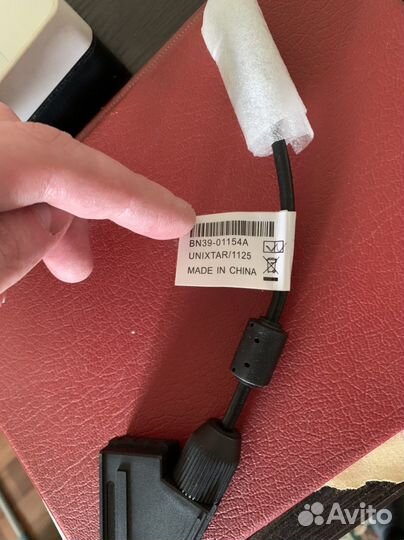 BN39-01154A
UNIXTAR/1125
MADE IN CHINA
Avito